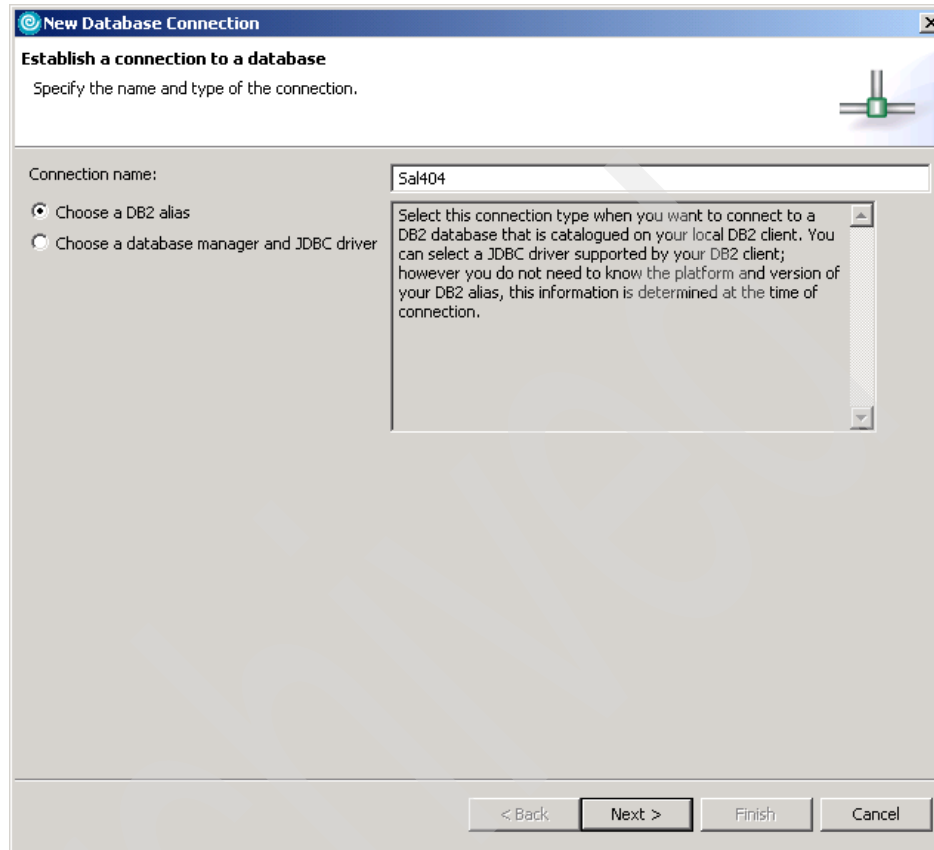 New Database Connection
Establish a connection to a database
Specify the name and type of the connection.
Connection name:
Sal404
Choose a DB2 alias
Choose a database manager and JDBC driver
Select this connection type when you want to connect to a
DB2 database that is catalogued on your local DB2 client. You
can select a JDBC driver supported by your DB2 client;
however you do not need to know the platform and version of
your DB2 alias, this information is determined at the time of
connection.
< Back
Next >
Finish
Cancel